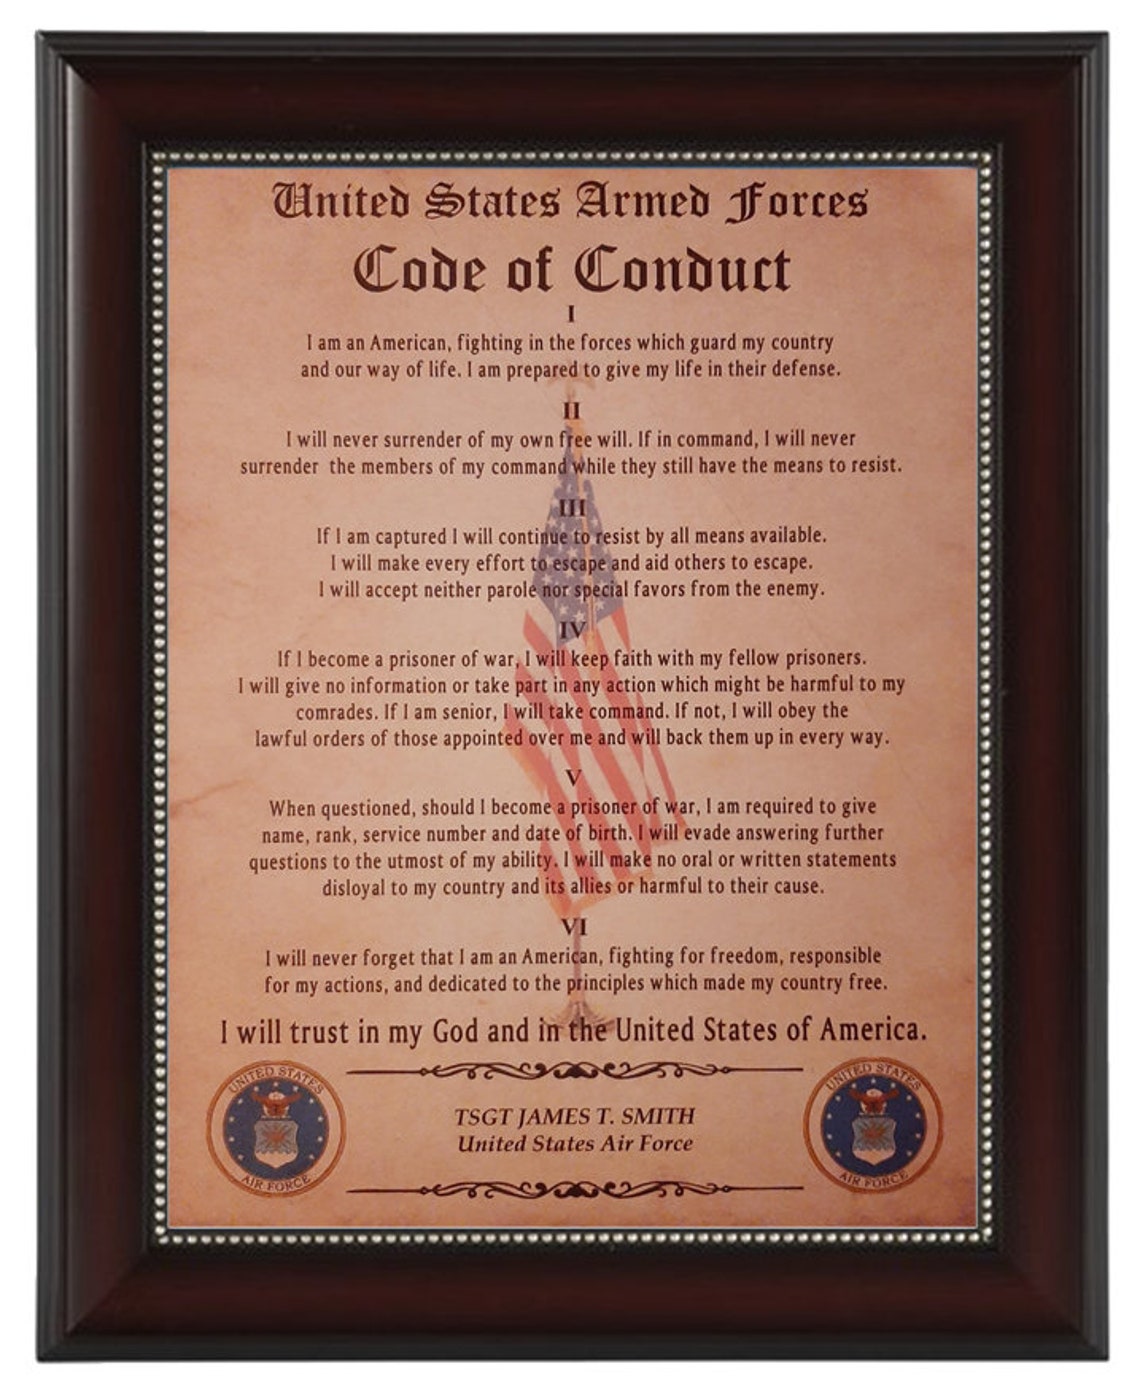 United States Armed Forces
Code of Conduct
I
I am an American, fighting in the forces which guard my country
and our way of life. I am prepared to give my life in their defense.
II
I will never surrender of my own free will. If in command, I will never
surrender the members of my command while they still have the means to resist.
III
If I am captured I will continue to resist by all means available.
I will make every effort to escape and aid others to escape.
I will accept neither parole nor special favors from the enemy.
IV
If I become a prisoner of war, I will keep faith with my fellow prisoners.
I will give no information or take part in any action which might be harmful to my
comrades. If I am senior, I will take command. If not, I will obey the
lawful orders of those appointed over me and will back them up in every way.
V
When questioned, should I become a prisoner of war, I am required to give
name, rank, service number and date of birth. I will evade answering further
questions to the utmost of my ability. I will make no oral or written statements
disloyal to my country and its allies or harmful to their cause.
VI
I will never forget that I am an American, fighting for freedom, responsible
for my actions, and dedicated to the principles which made my country free.
I will trust in my God and in the United States of America.
UNITED STATES
AIR FORCE
TSGT JAMES T. SMITH
United States Air Force
UNITED STATES
AIR FORCE